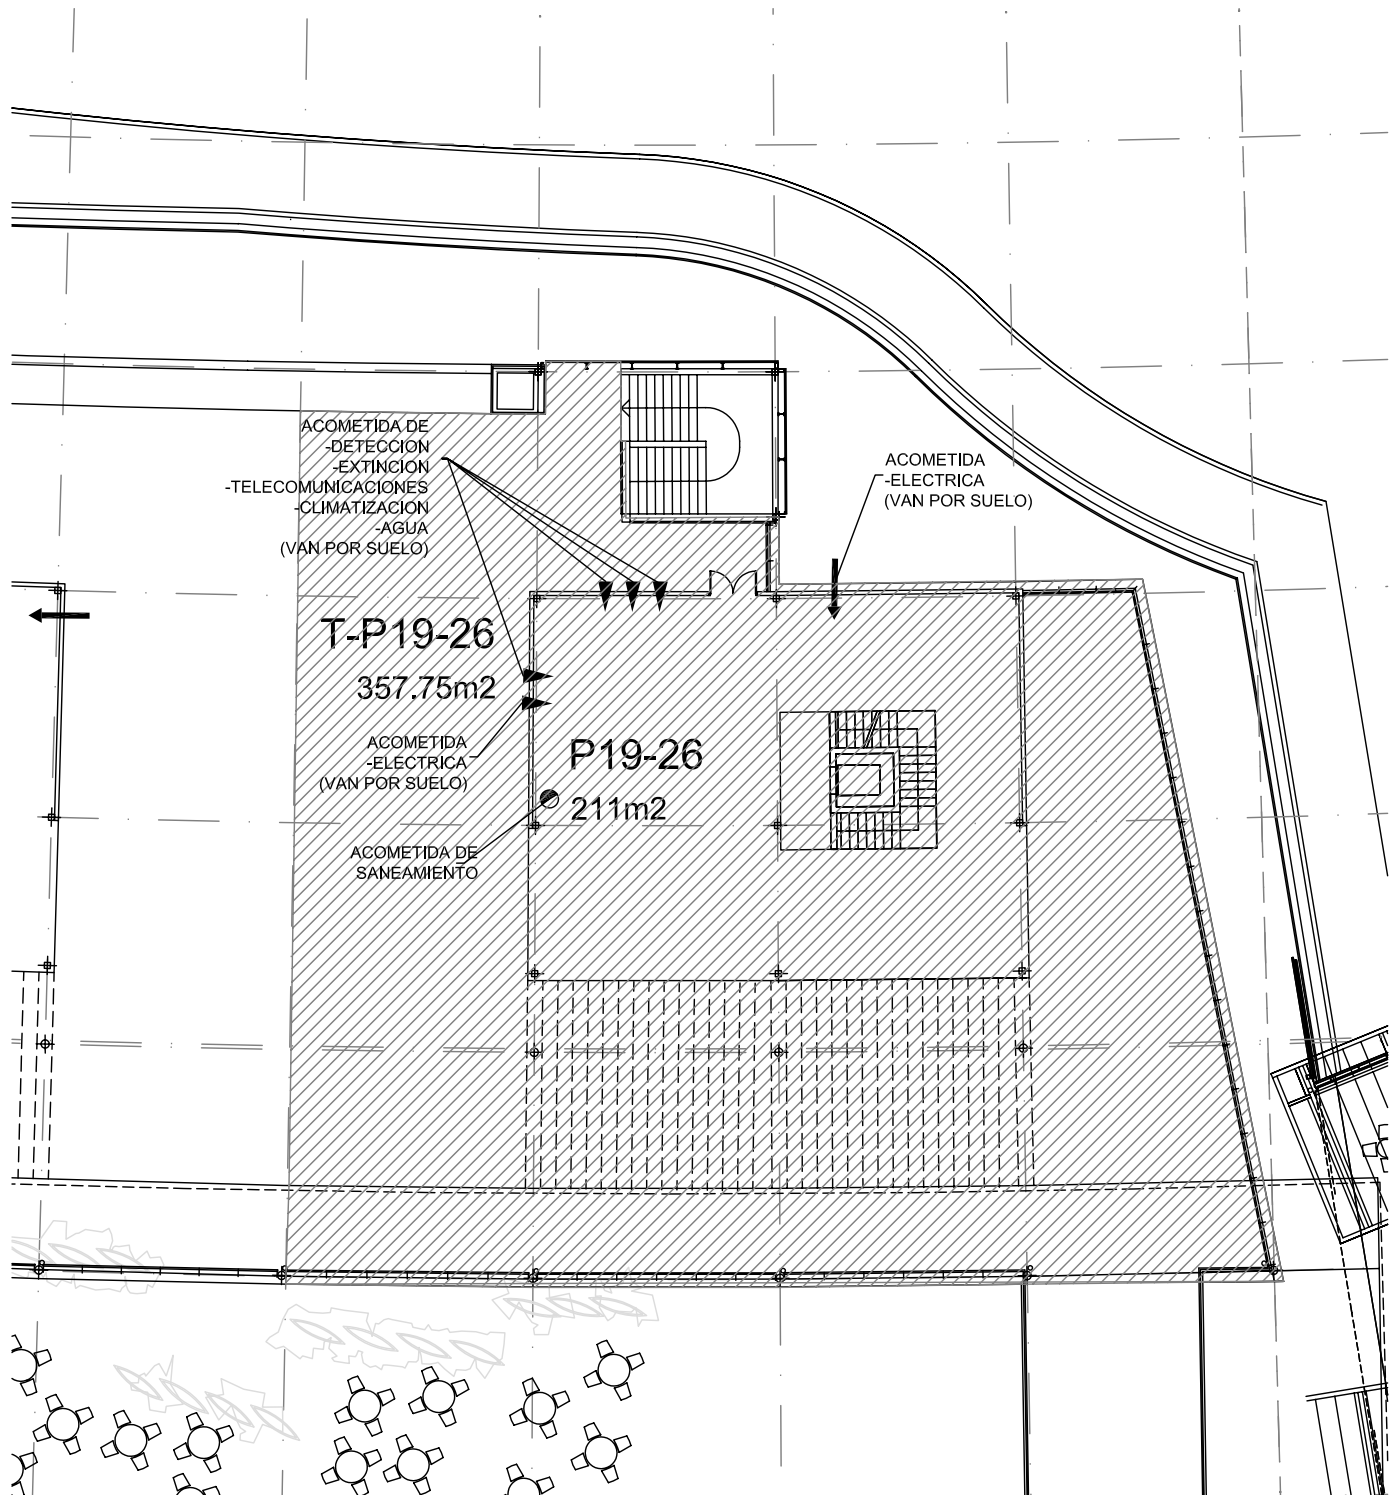 ACOMETIDA DE
-DETECCION
-EXTINCION
-TELECOMUNICACIONES
-CLIMATIZACION
-AGUA
(VAN POR SUELO)
ACOMETIDA
-ELECTRICA
(VAN POR SUELO)
T-P19-26
357.75m2
ACOMETIDA
-ELECTRICA
(VAN POR SUELO)
P19-26
211m2
ACOMETIDA DE
SANEAMIENTO